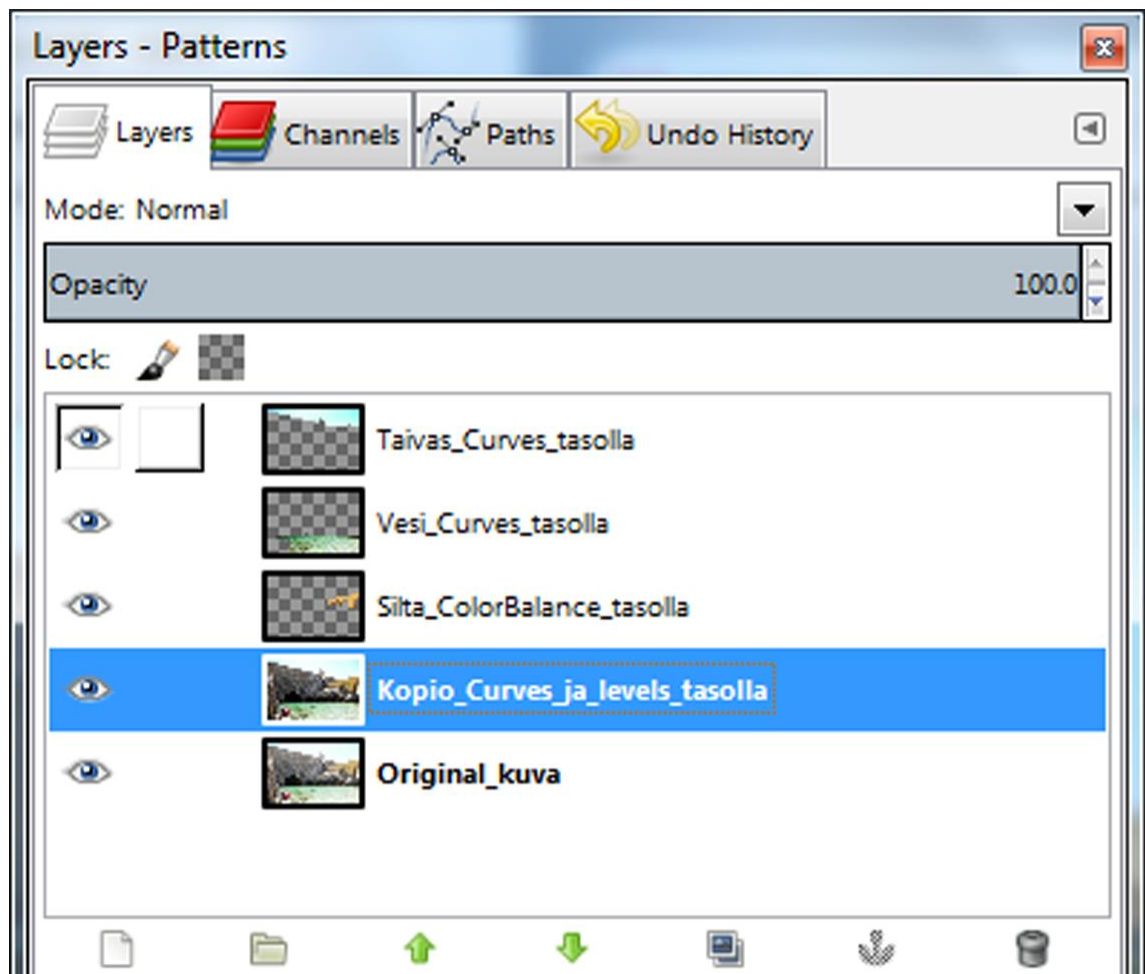 Layers - Patterns
Layers Channels Paths Undo History
Mode: Normal
Opacity 100.0
Lock:
Taivas_Curves_tasolla
Vesi_Curves_tasolla
Silta_ColorBalance_tasolla
Kopio_Curves_ja_levels_tasolla
Original_kuva